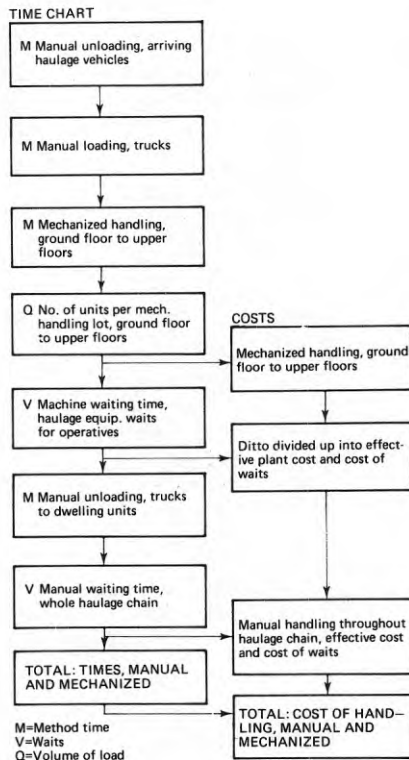 TIME CHART
M Manual unloading, arriving
haulage vehicles
M Manual loading, trucks
M Mechanized handling,
ground floor to upper
floors
Q No. of units per mech.
handling lot, ground floor
to upper floors
V Machine waiting time,
haulage equip. waits
for operatives
M Manual unloading, trucks
to dwelling units
V Manual waiting time,
whole haulage chain
TOTAL: TIMES, MANUAL
AND MECHANIZED
M=Method time
V=Waits
Q=Volume of load
COSTS
Mechanized handling, ground
floor to upper floors
Ditto divided up into effec-
tive plant cost and cost of
waits
Manual handling throughout
haulage chain, effective cost
and cost of waits
TOTAL: COST OF HAND-
LING, MANUAL AND
MECHANIZED